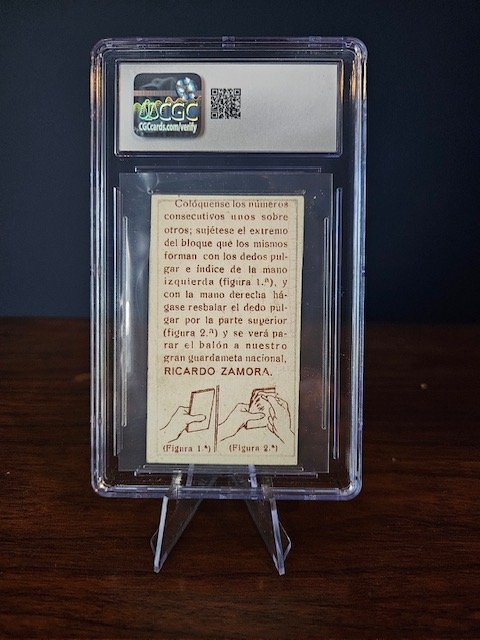 CGC
CGCcards.com/verify
Colóquense los números
consecutivos unos sobre
otros; sujétese el extremo
del bloque que los mismos
forman con los dedos pul-
gar e índice de la mano
izquierda (figura 1.ª), y
con la mano derecha há-
gase resbalar el dedo pul-
gar por la parte superior
(figura 2.ª) y se verá pa-
rar el balón a nuestro
gran guardameta nacional,
RICARDO ZAMORA.
(Figura 1.ª) (Figura 2.ª)